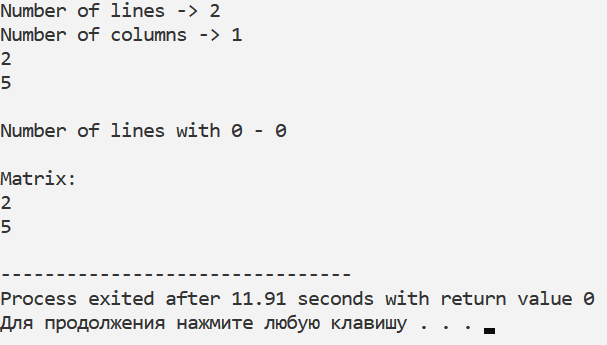 Number of lines -> 2
Number of columns -> 1
2
5
Number of lines with 0 - 0
Matrix:
2
5
--------------------------------
Process exited after 11.91 seconds with return value 0
Для продолжения нажмите любую клавишу . . .